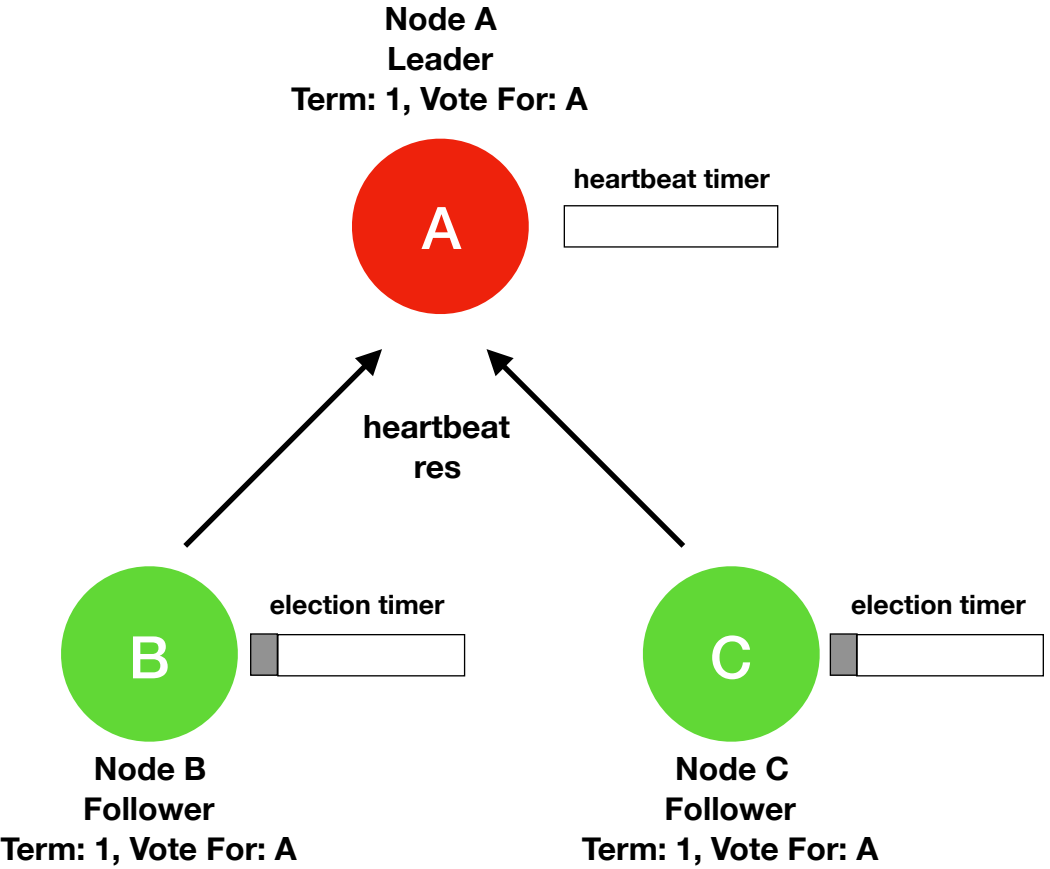 Node A
Leader
Term: 1, Vote For: A
heartbeat timer
A
heartbeat
res
election timer
election timer
B
C
Node B
Follower
Term: 1, Vote For: A
Node C
Follower
Term: 1, Vote For: A